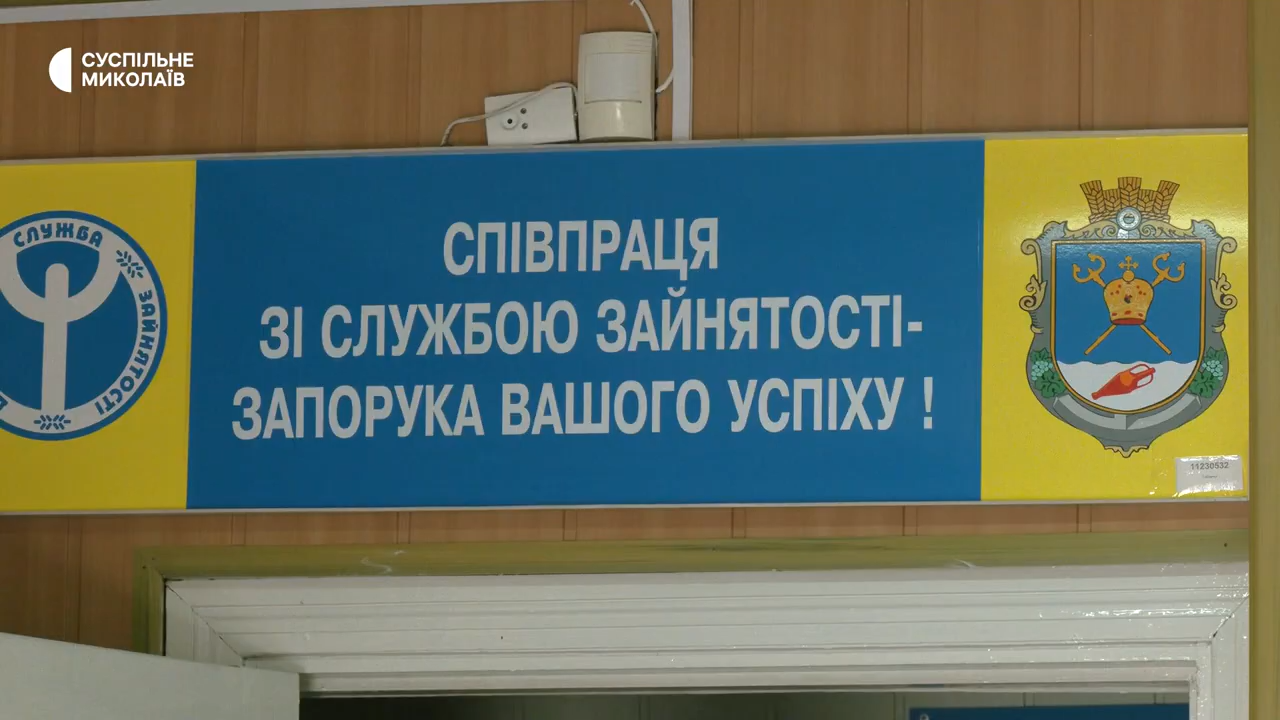 СУСПІЛЬНЕ
МИКОЛАЇВ
СПІВПРАЦЯ
ЗІ СЛУЖБОЮ ЗАЙНЯТОСТІ-
ЗАПОРУКА ВАШОГО УСПІХУ !
СЛУЖБА
ЗАЙНЯТОСТІ
11230532